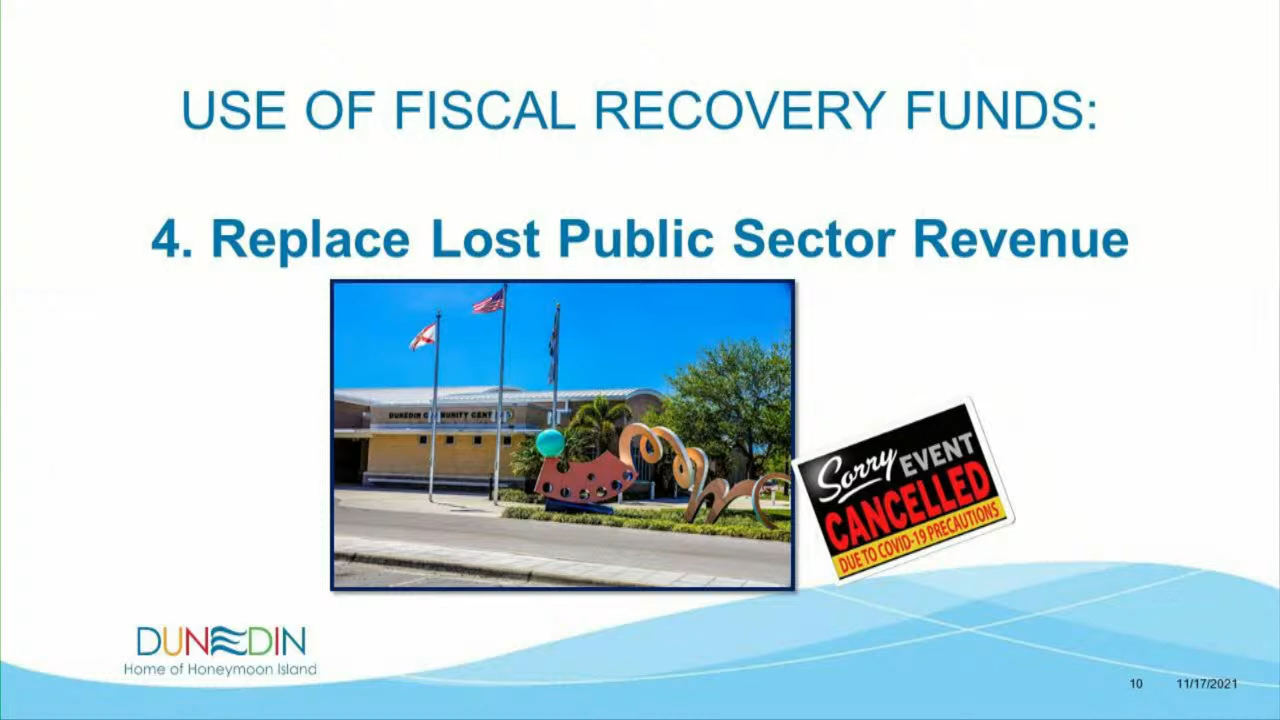 USE OF FISCAL RECOVERY FUNDS:
4. Replace Lost Public Sector Revenue
DUNEDIN COMMUNITY CENTER
Sorry EVENT
CANCELLED
DUE TO COVID-19 PRECAUTIONS
DUNEDIN
Home of Honeymoon Island
10 11/17/2021